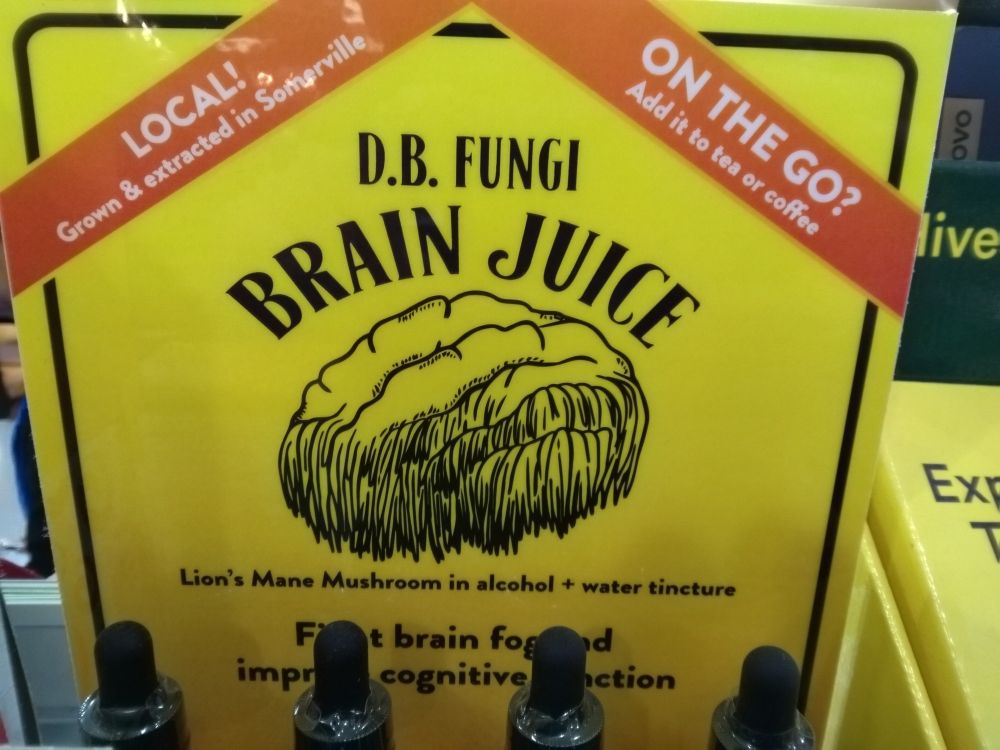 LOCAL!
Grown & extracted in Somerville
ON THE GO?
Add it to tea or coffee
D.B. FUNGI
BRAIN JUICE
Lion's Mane Mushroom in alcohol + water tincture
brain
cognitive